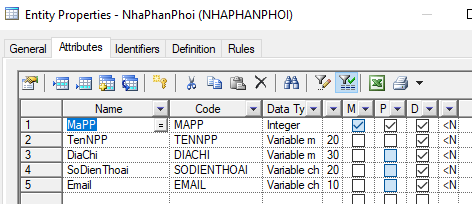 Entity Properties - NhaPhanPhoi (NHAPHANPHOI)
General Attributes Identifiers Definition Rules
Name Code Data Ty M P D
1 MaPP = MAPP Integer <N
2 TenNPP TENNPP Variable m 20 <N
3 DiaChi DIACHI Variable m 30 <N
4 SoDienThoai SODIENTHOAI Variable ch 20 <N
5 Email EMAIL Variable ch 10 <N